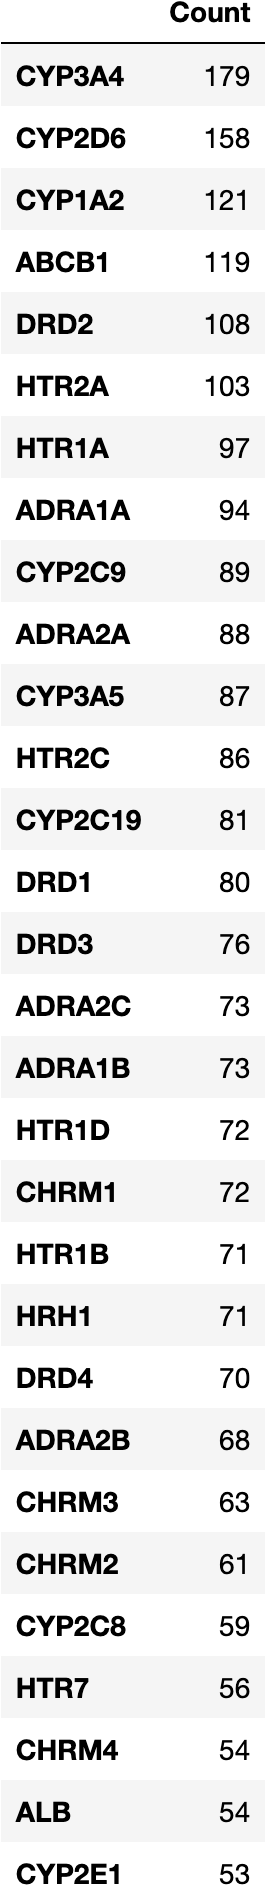 Count
CYP3A4 179
CYP2D6 158
CYP1A2 121
ABCB1 119
DRD2 108
HTR2A 103
HTR1A 97
ADRA1A 94
CYP2C9 89
ADRA2A 88
CYP3A5 87
HTR2C 86
CYP2C19 81
DRD1 80
DRD3 76
ADRA2C 73
ADRA1B 73
HTR1D 72
CHRM1 72
HTR1B 71
HRH1 71
DRD4 70
ADRA2B 68
CHRM3 63
CHRM2 61
CYP2C8 59
HTR7 56
CHRM4 54
ALB 54
CYP2E1 53